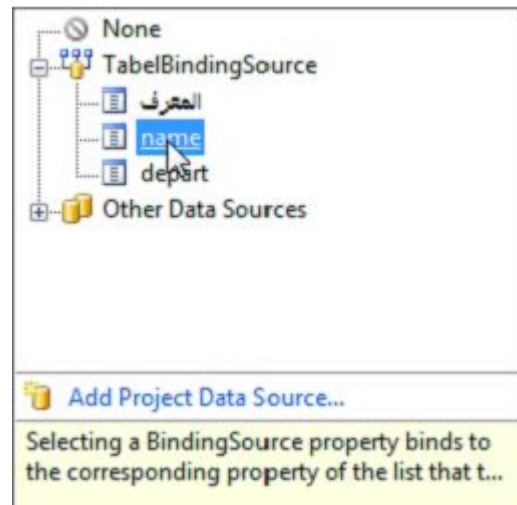 None
TabelBindingSource
المعرف
name
depart
Other Data Sources
Add Project Data Source...
Selecting a BindingSource property binds to
the corresponding property of the list that t...